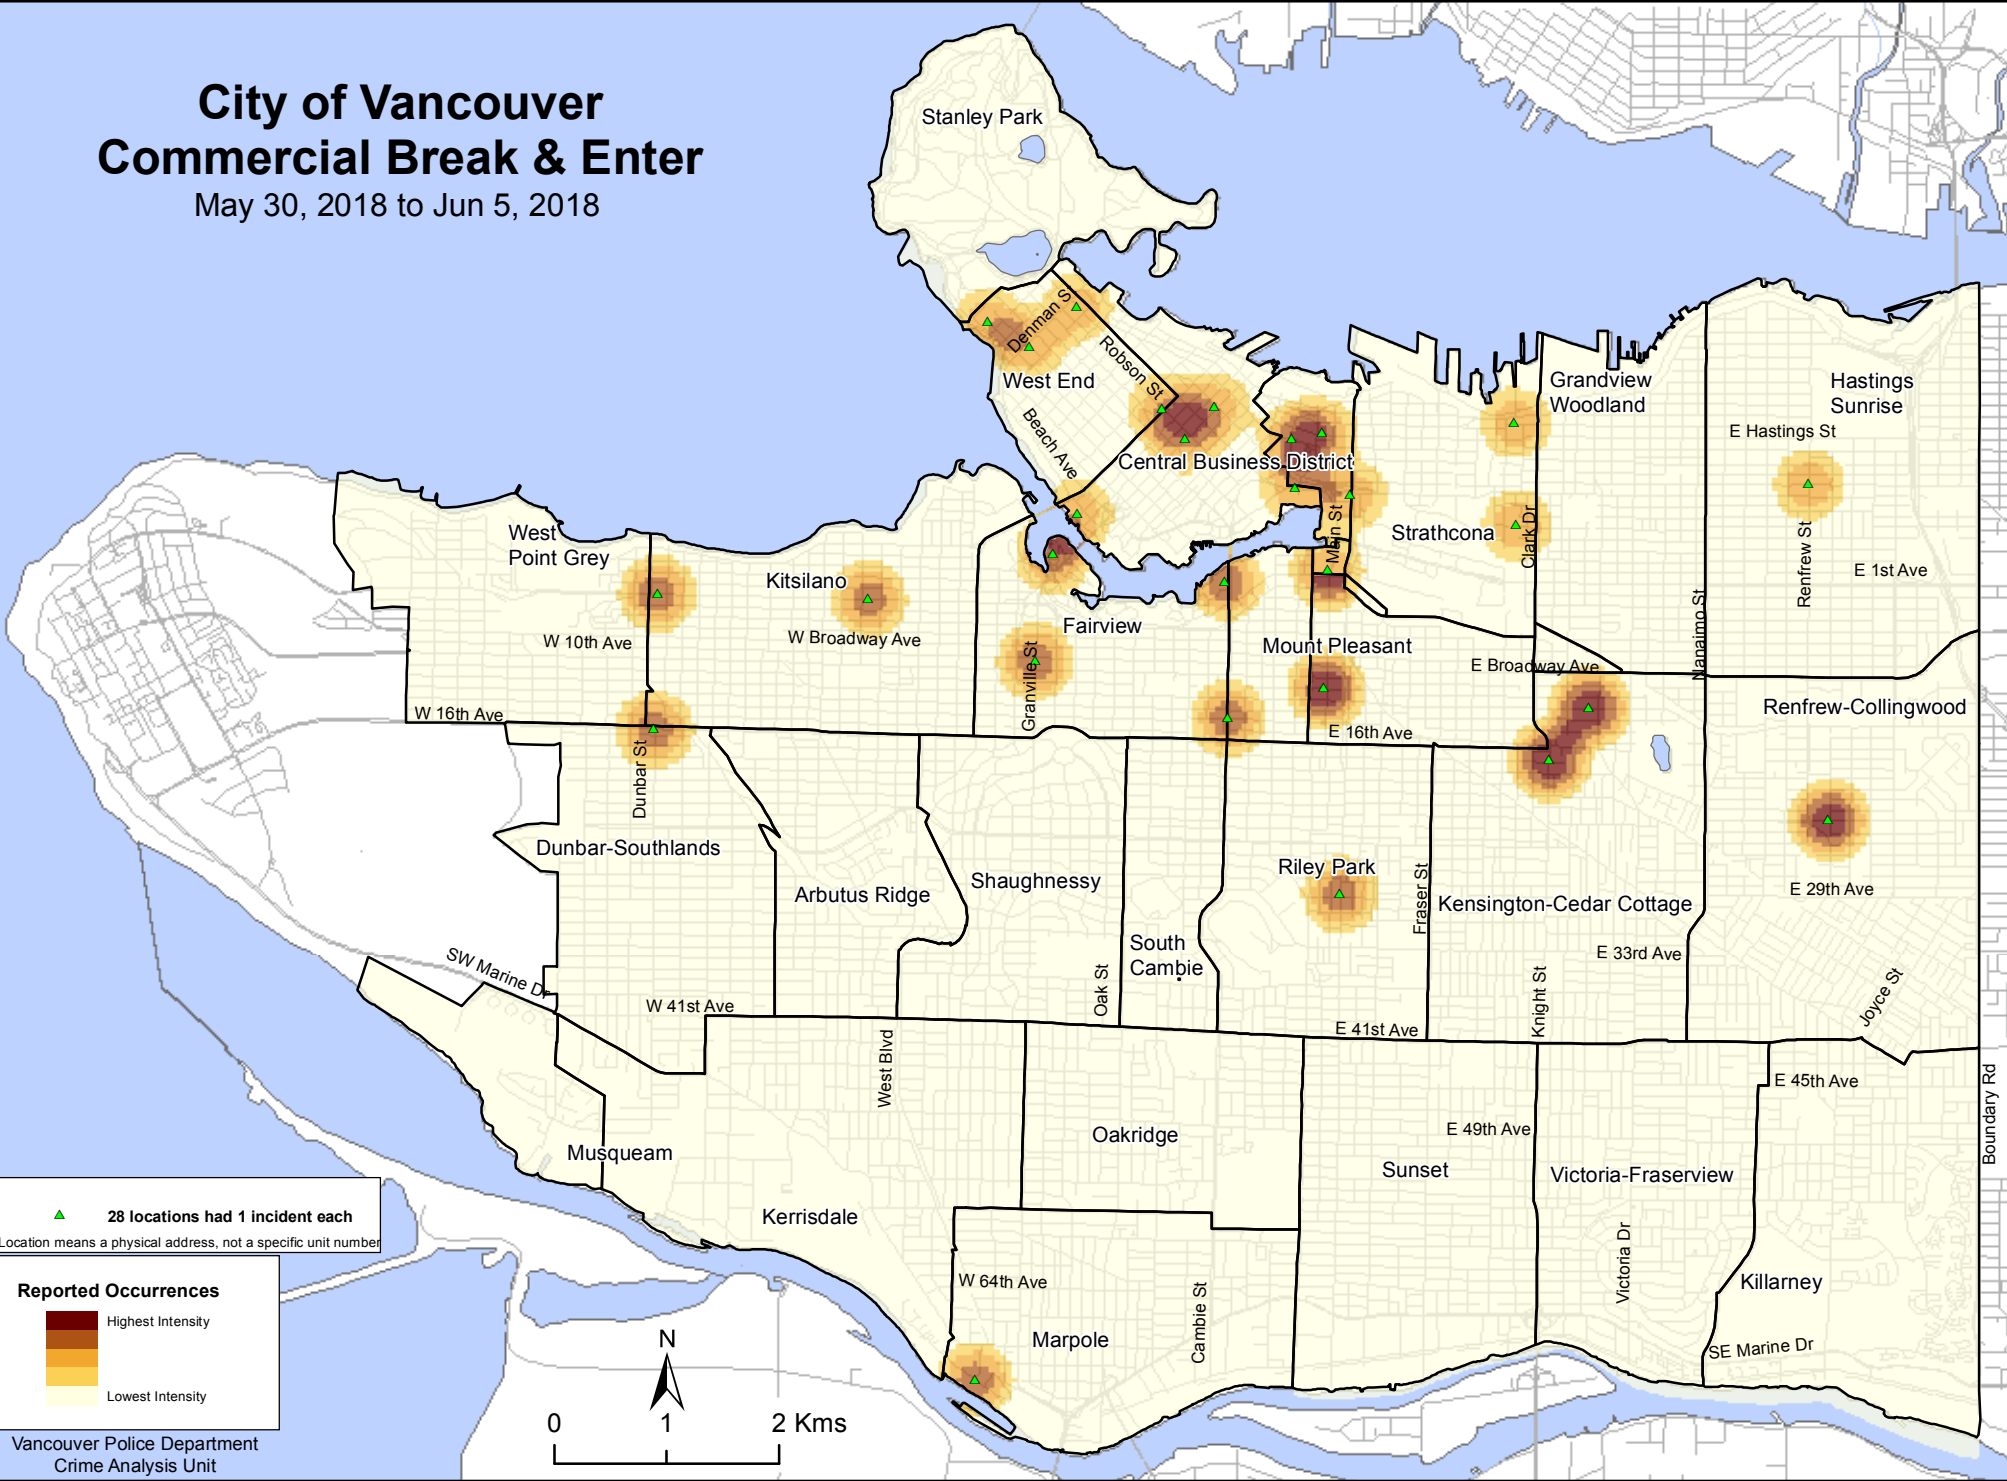 City of Vancouver
Commercial Break & Enter
May 30, 2018 to Jun 5, 2018
Stanley Park
Denman S
Robson St
West End
Beach Ave
Central Business District
Main St
Grandview
Woodland
Hastings
Sunrise
E Hastings St
Strathcona
Clark Dr
Renfrew St
E 1st Ave
Nanaimo St
West
Point Grey
Kitsilano
W 10th Ave
W Broadway Ave
Fairview
Granville St
Mount Pleasant
E Broadway Ave
W 16th Ave
E 16th Ave
Renfrew-Collingwood
Dunbar St
Dunbar-Southlands
Arbutus Ridge
Shaughnessy
Riley Park
Fraser St
Kensington-Cedar Cottage
E 29th Ave
South
Cambie
E 33rd Ave
SW Marine Dr
W 41st Ave
Oak St
E 41st Ave
Knight St
Joyce St
West Blvd
E 45th Ave
Boundary Rd
Oakridge
E 49th Ave
Musqueam
Sunset
Victoria-Fraserview
Kerrisdale
W 64th Ave
Cambie St
Victoria Dr
Killarney
Marpole
SE Marine Dr
28 locations had 1 incident each
Location means a physical address, not a specific unit number
Reported Occurrences
Highest Intensity
Lowest Intensity
Vancouver Police Department
Crime Analysis Unit
N
0 1 2 Kms